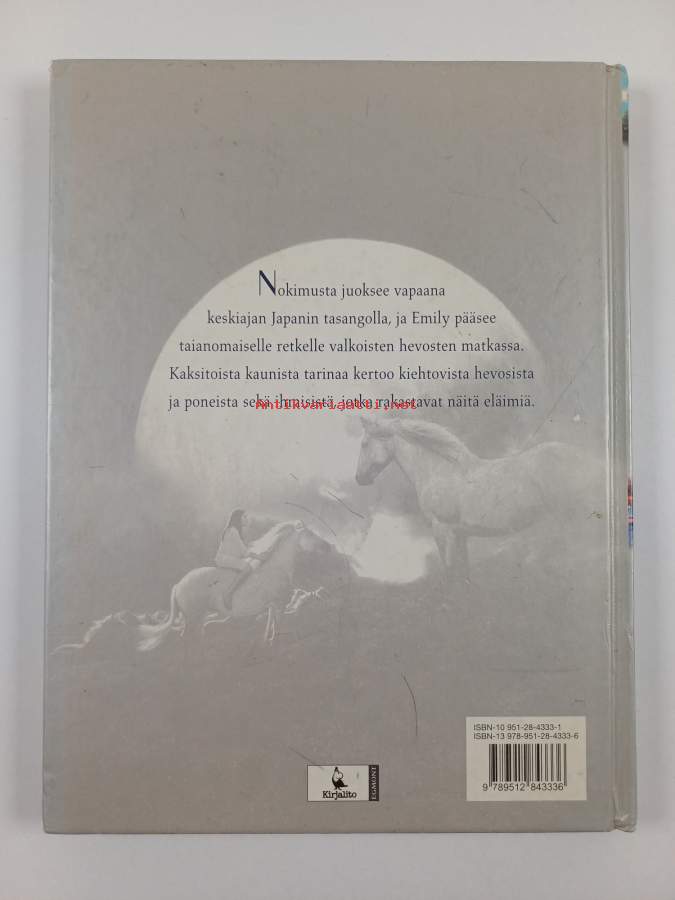 Nokimusta juoksee vapaana
keskiajan Japanin tasangolla, ja Emily pääsee
taianomaiselle retkelle valkoisten hevosten matkassa.
Kaksitoista kaunista tarinaa kertoo kiehtovista hevosista
ja poneista sekä ihmisistä, jotka rakastavat näitä eläimiä.
Antikvariaatti.net
ISBN-10 951-28-4333-1
ISBN-13 978-951-28-4333-6
9 789512 843336
Kirjalito
EGMONT